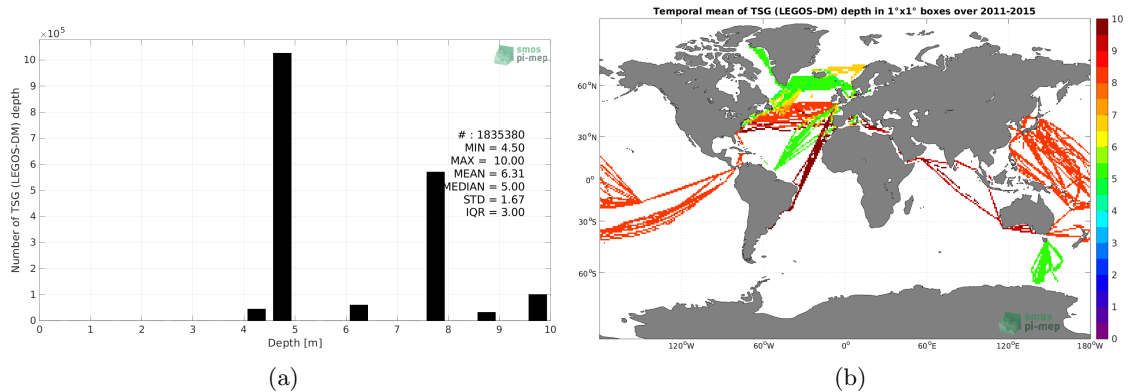 ×10⁵
10
9
8
7
6
5
4
3
2
1
0
Number of TSG (LEGOS-DM) depth
smos
pi-mep
# : 1835380
MIN = 4.50
MAX = 10.00
MEAN = 6.31
MEDIAN = 5.00
STD = 1.67
IQR = 3.00
0 1 2 3 4 5 6 7 8 9 10
Depth [m]
(a)
Temporal mean of TSG (LEGOS-DM) depth in 1°x1° boxes over 2011-2015
60°N
30°N
0°
30°S
60°S
120°W 60°W 0° 60°E 120°E 180°W
smos
pi-mep
10
9
8
7
6
5
4
3
2
1
0
(b)